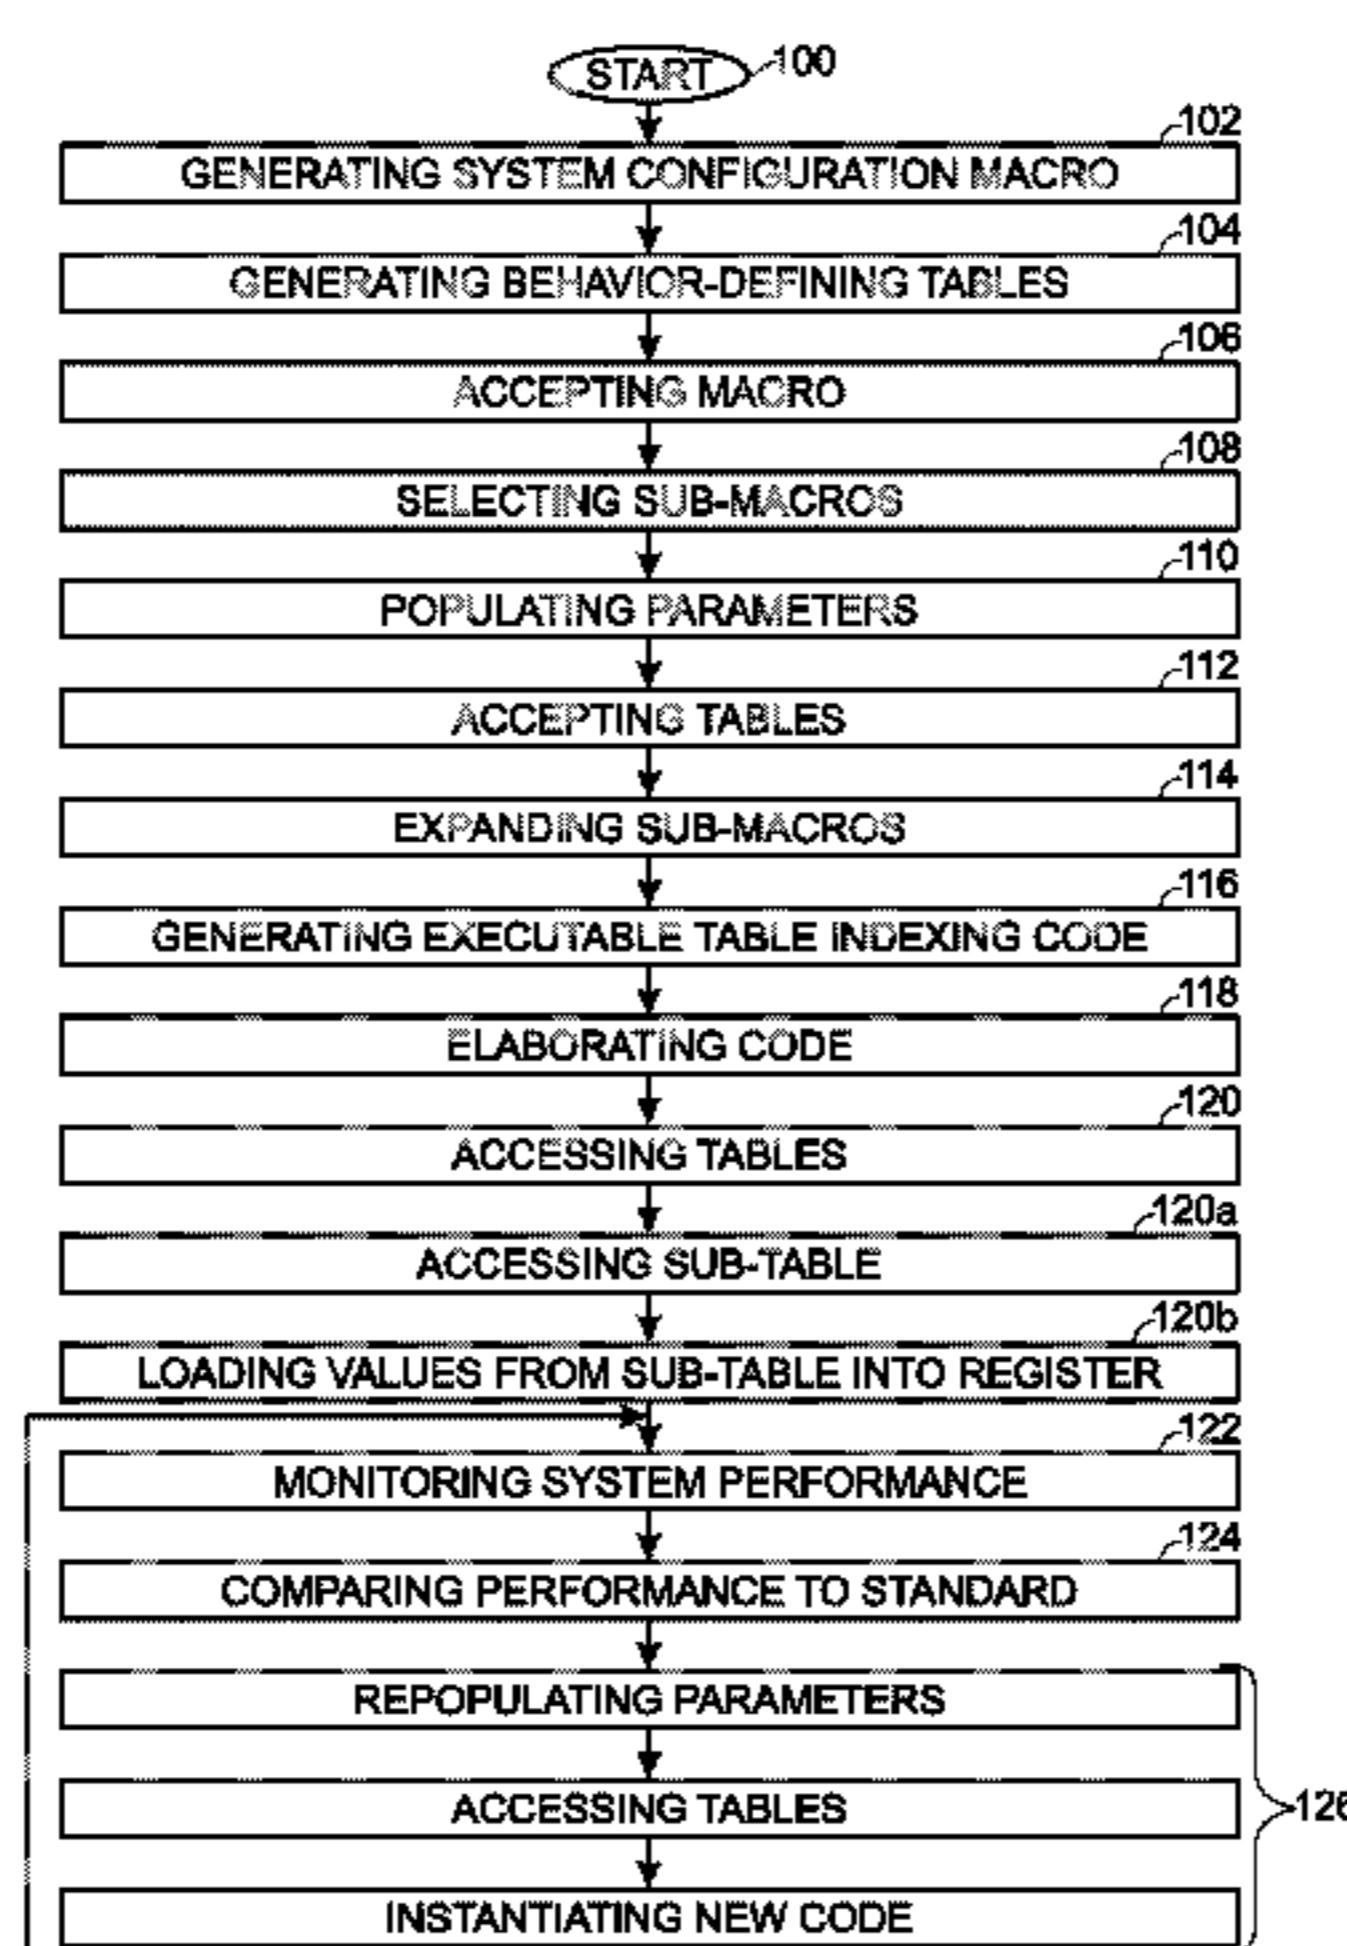 START 100
102
GENERATING SYSTEM CONFIGURATION MACRO
104
GENERATING BEHAVIOR-DEFINING TABLES
106
ACCEPTING MACRO
108
SELECTING SUB-MACROS
110
POPULATING PARAMETERS
112
ACCEPTING TABLES
114
EXPANDING SUB-MACROS
116
GENERATING EXECUTABLE TABLE INDEXING CODE
118
ELABORATING CODE
120
ACCESSING TABLES
120a
ACCESSING SUB-TABLE
120b
LOADING VALUES FROM SUB-TABLE INTO REGISTER
122
MONITORING SYSTEM PERFORMANCE
124
COMPARING PERFORMANCE TO STANDARD
REPOPULATING PARAMETERS
ACCESSING TABLES
126
INSTANTIATING NEW CODE